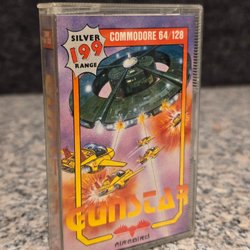 SILVER
199
RANGE
COMMODORE 64/128
GUNSTAR
FIREBIRD